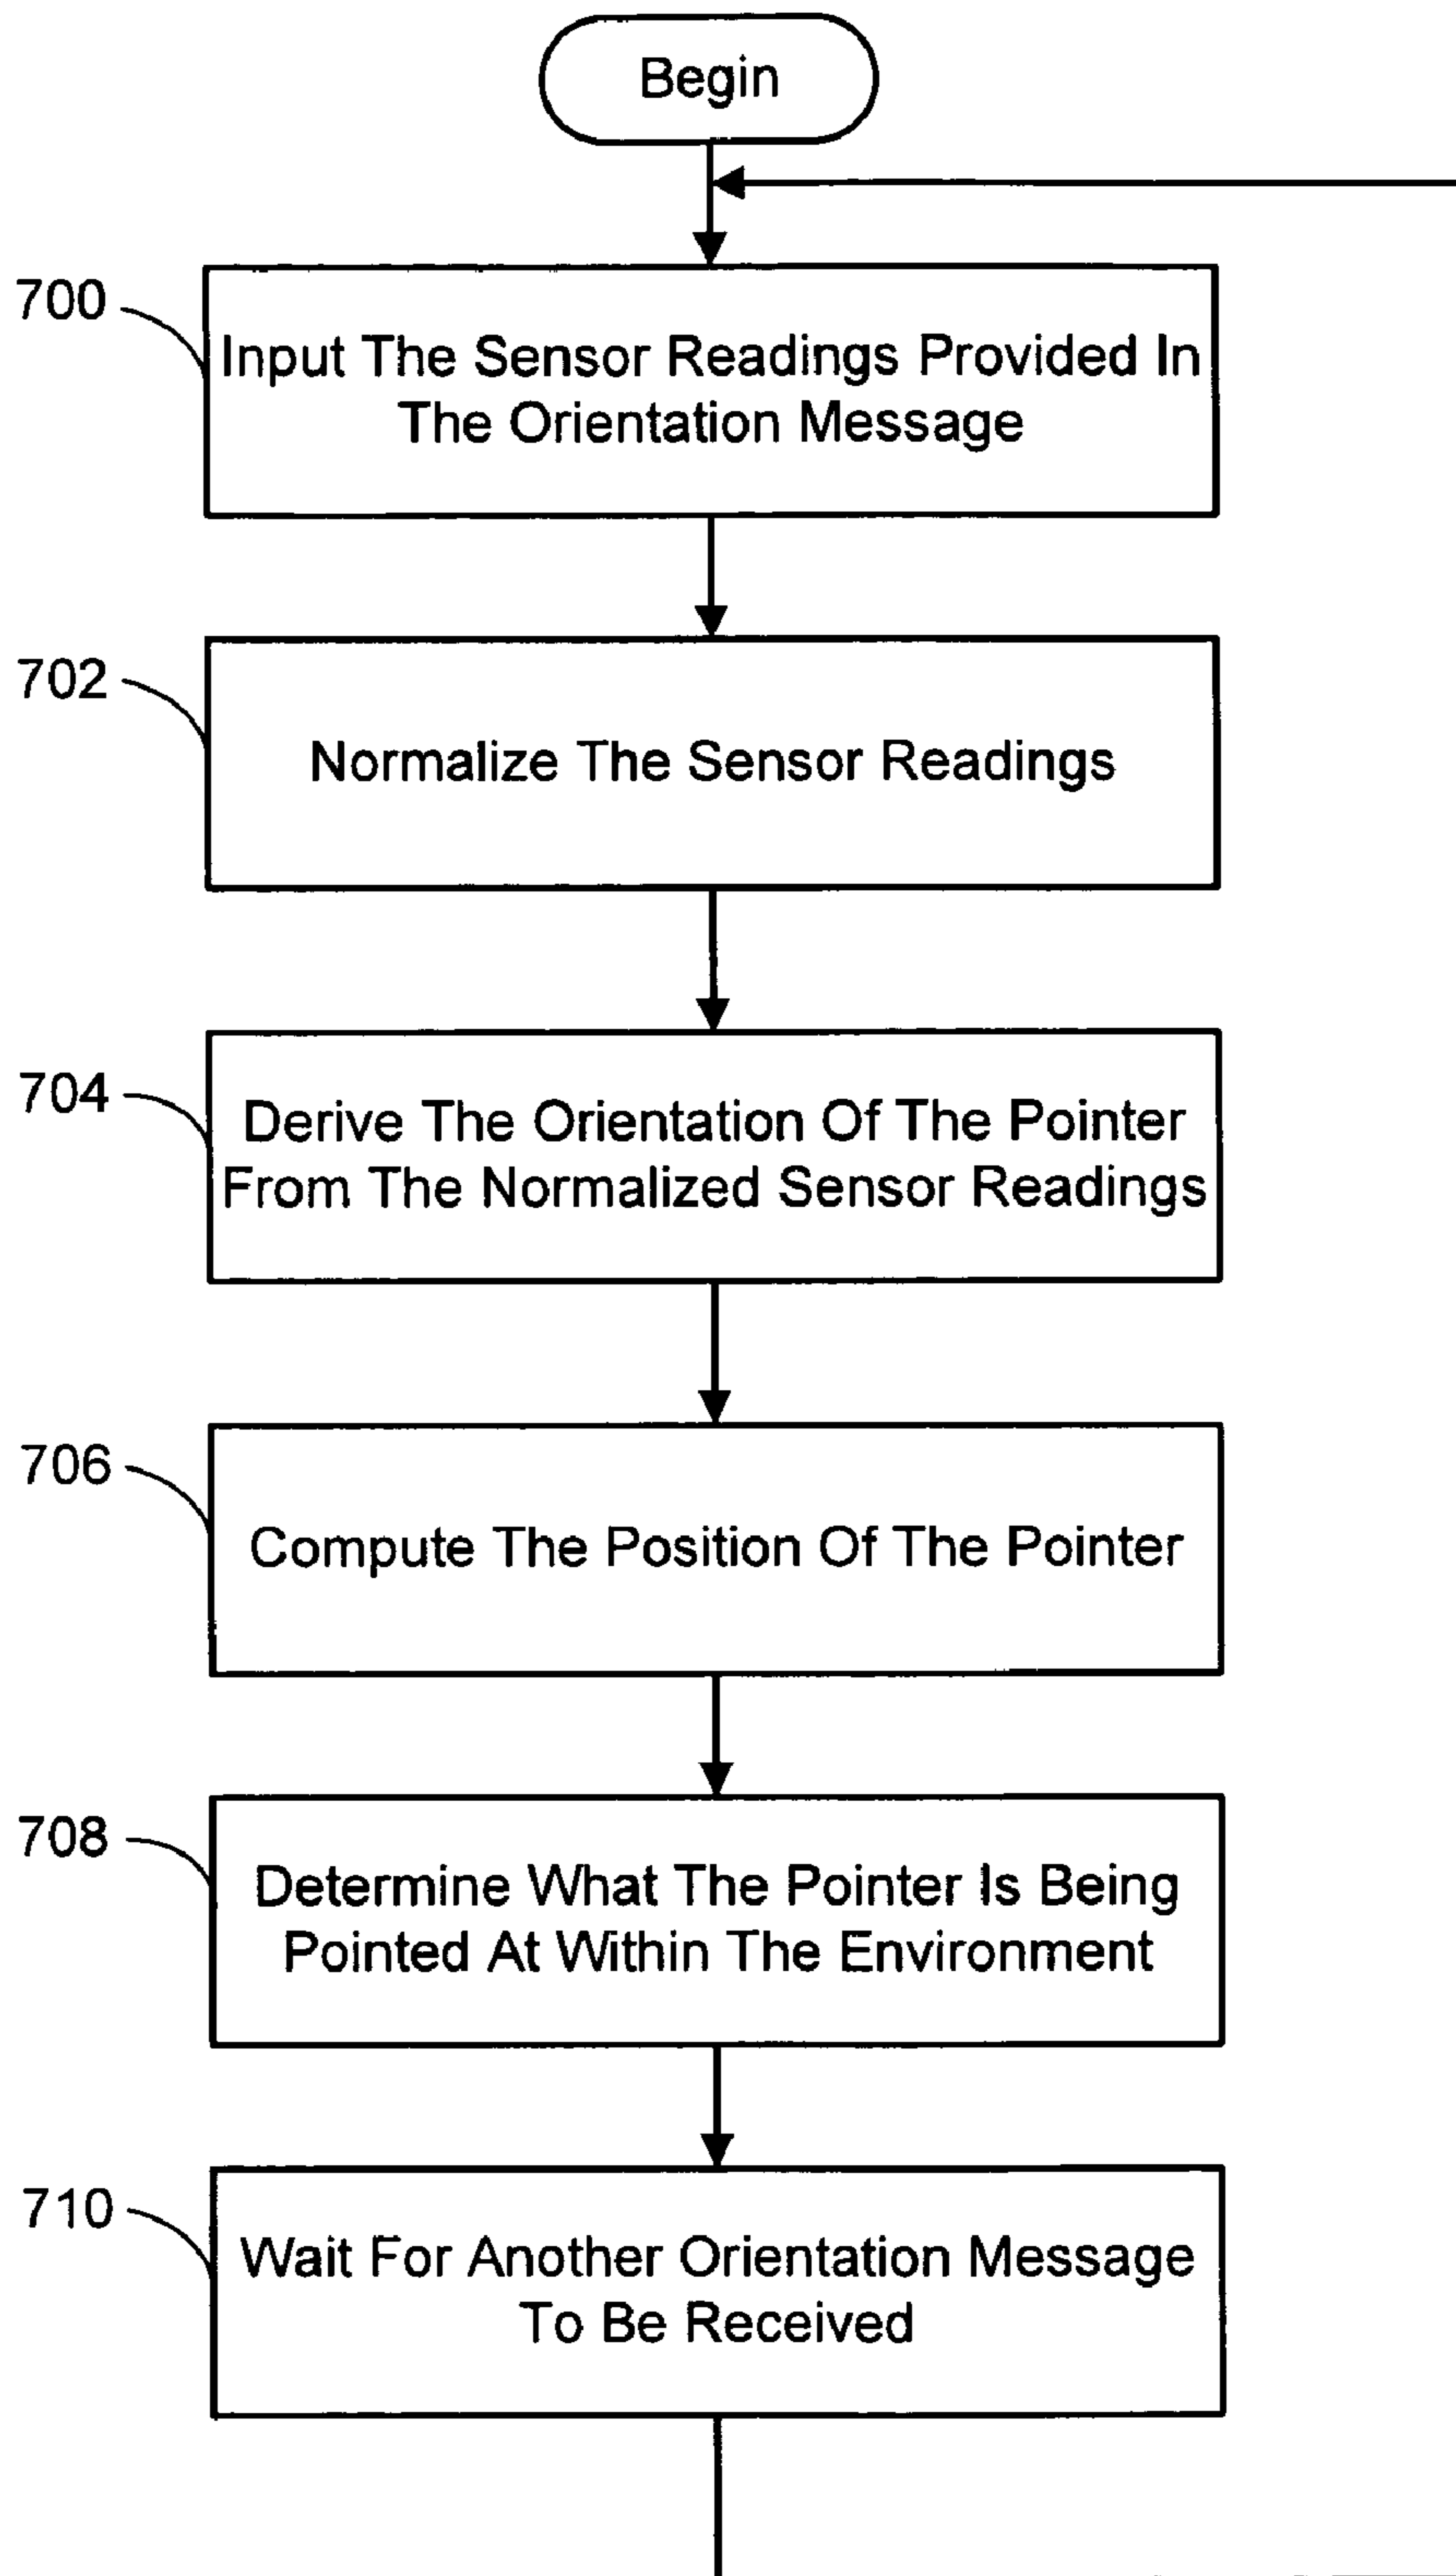 Begin
700
Input The Sensor Readings Provided In
The Orientation Message
702
Normalize The Sensor Readings
704
Derive The Orientation Of The Pointer
From The Normalized Sensor Readings
706
Compute The Position Of The Pointer
708
Determine What The Pointer Is Being
Pointed At Within The Environment
710
Wait For Another Orientation Message
To Be Received